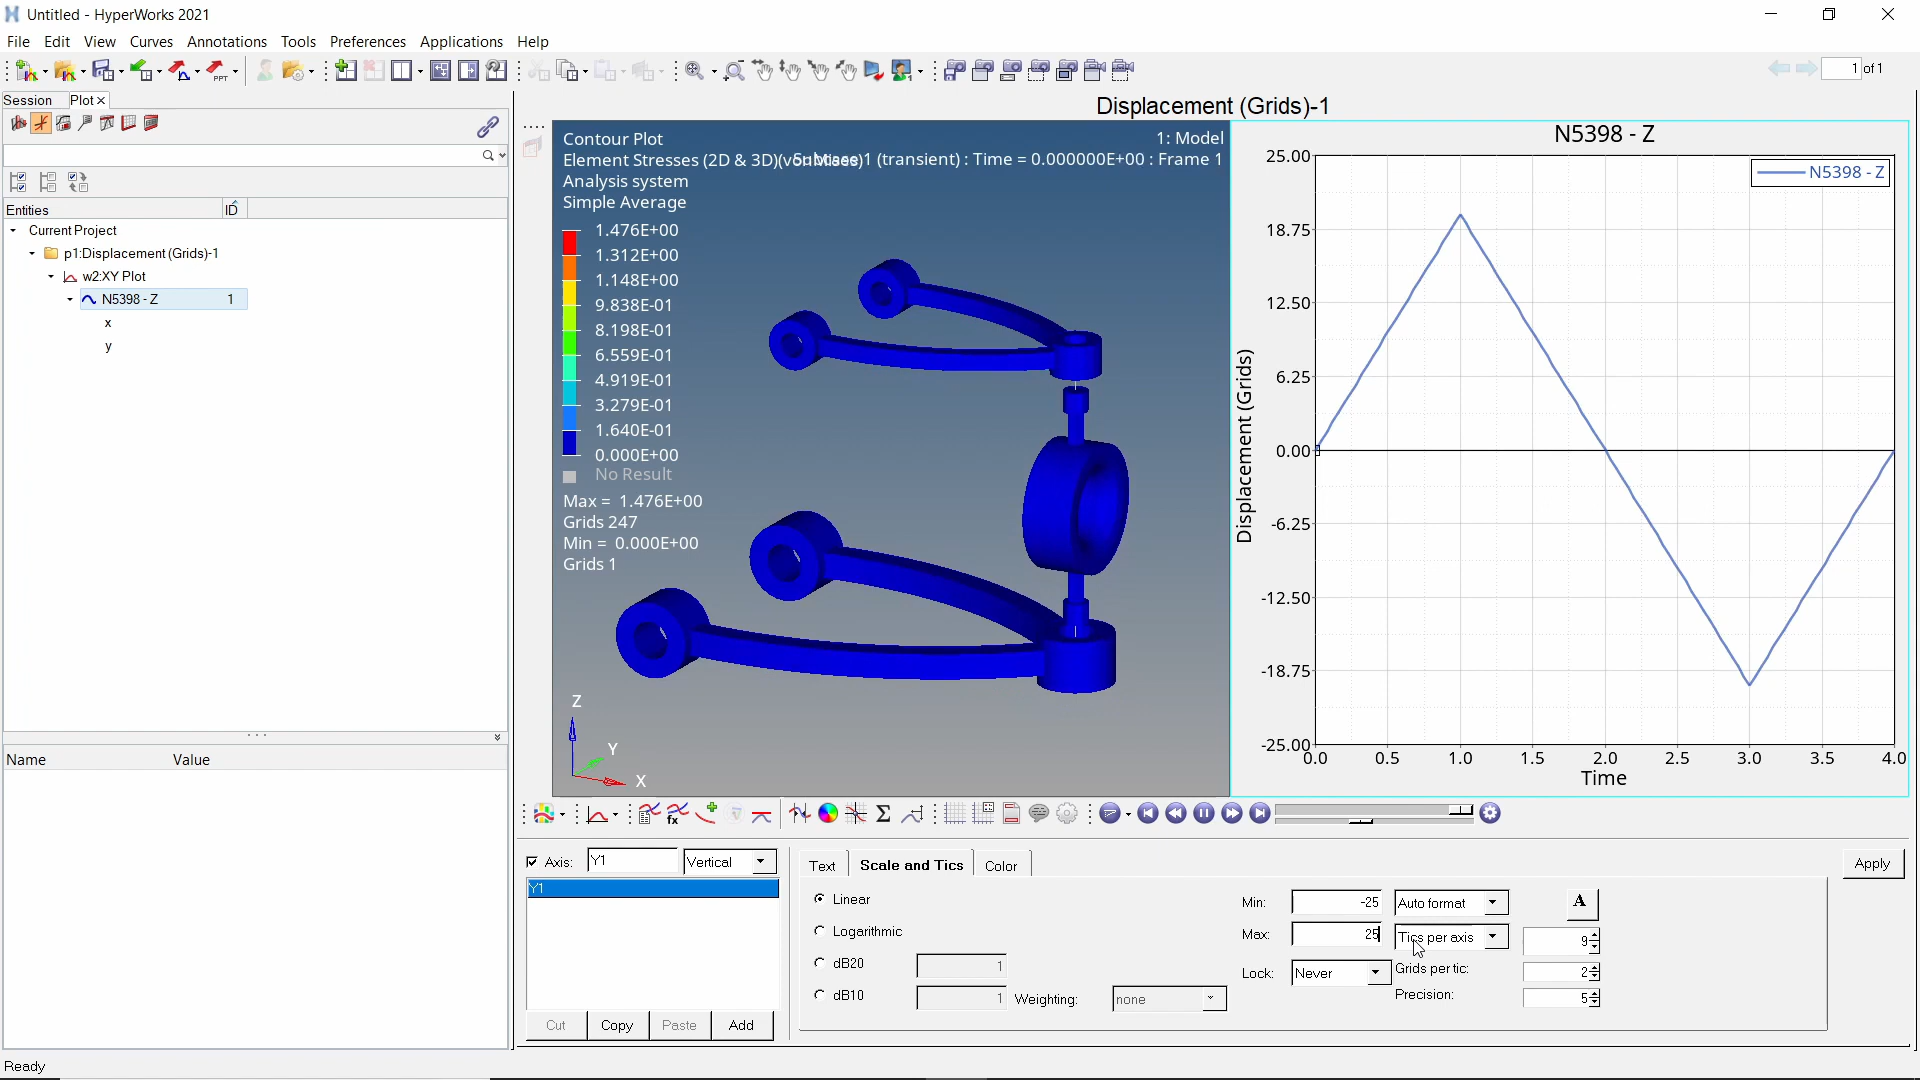 Untitled - HyperWorks 2021
File Edit View Curves Annotations Tools Preferences Applications Help
PPT
1 of 1
Session Plot
Entities ID
Current Project
p1:Displacement (Grids)-1
w2:XY Plot
N5398 - Z 1
x
y
Name Value
Displacement (Grids)-1
Contour Plot
Element Stresses (2D & 3D)(vonMises)
Analysis system
Simple Average
1: Model
Subcase 1 (transient) : Time = 0.000000E+00 : Frame 1
1.476E+00
1.312E+00
1.148E+00
9.838E-01
8.198E-01
6.559E-01
4.919E-01
3.279E-01
1.640E-01
0.000E+00
No Result
Max = 1.476E+00
Grids 247
Min = 0.000E+00
Grids 1
Z
Y
X
N5398 - Z
N5398 - Z
25.00
18.75
12.50
6.25
0.00
-6.25
-12.50
-18.75
-25.00
Displacement (Grids)
0.0 0.5 1.0 1.5 2.0 2.5 3.0 3.5 4.0
Time
fx
Axis: Y1 Vertical
Y1
Cut Copy Paste Add
Text Scale and Tics Color
Apply
Linear
Logarithmic
dB20 1
dB10 1 Weighting: none
Min: -25 Auto format A
Max: 25 Tics per axis 9
Lock: Never Grids per tic: 2
Precision: 5
Ready